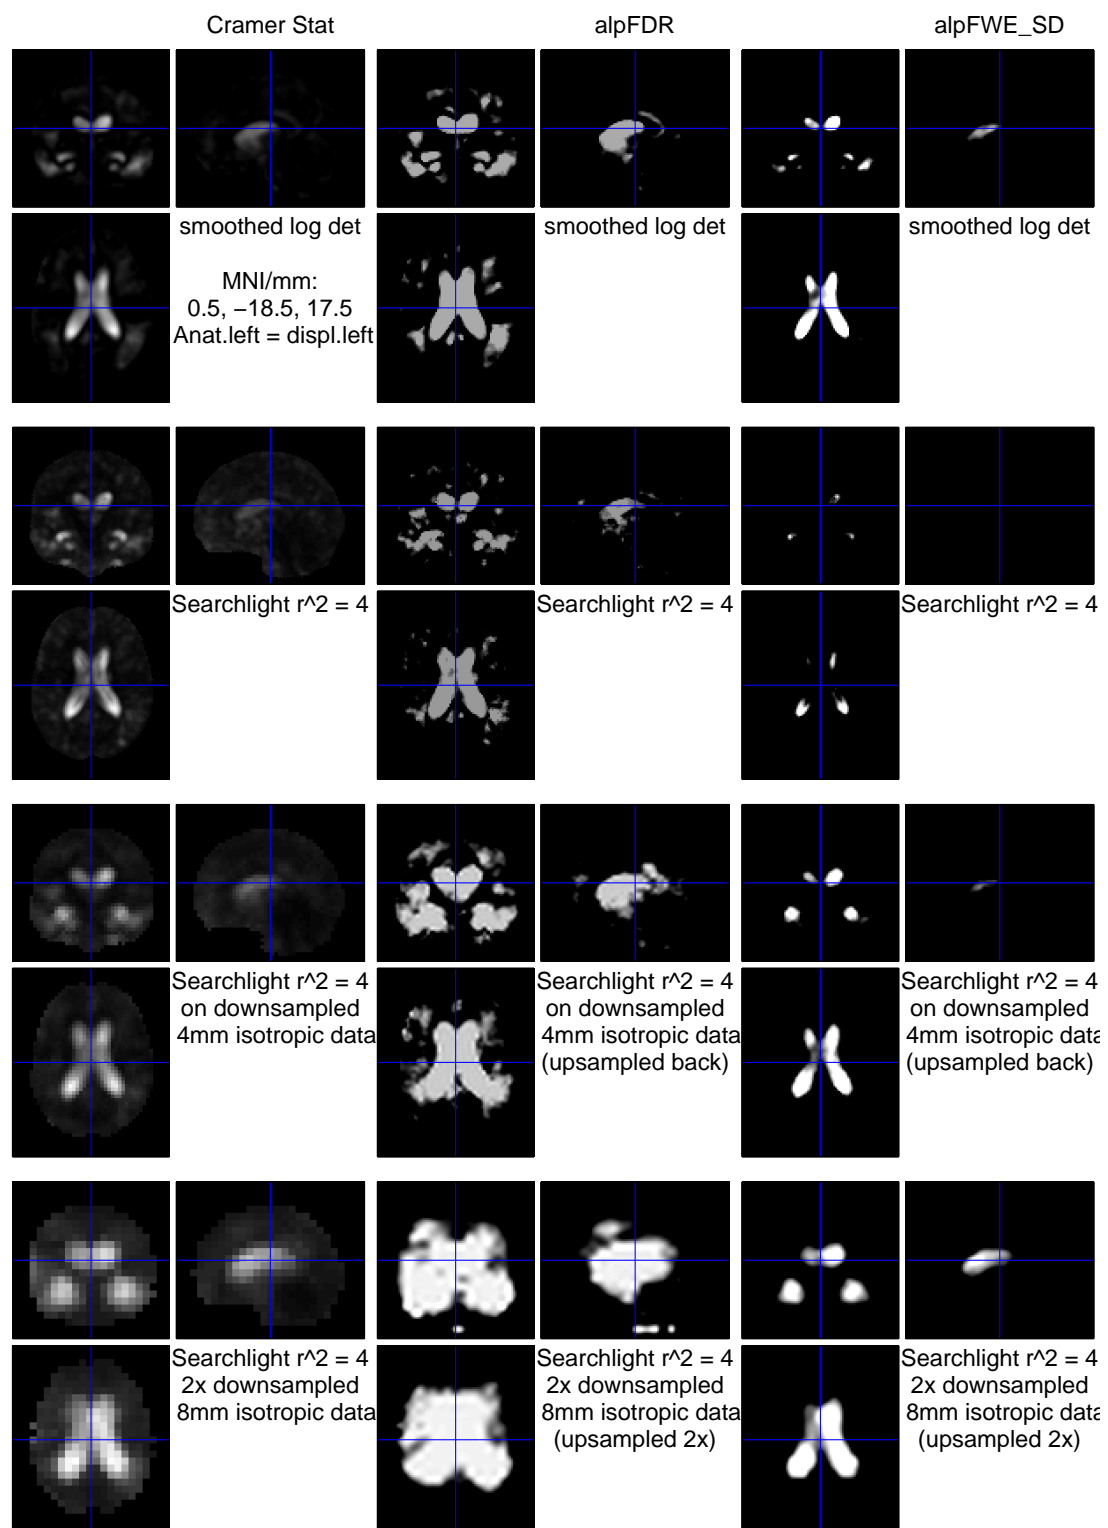 Cramer Stat
alpFDR
alpFWE_SD
smoothed log det
MNI/mm:
0.5, −18.5, 17.5
Anat.left = displ.left
smoothed log det
smoothed log det
Searchlight r^2 = 4
Searchlight r^2 = 4
Searchlight r^2 = 4
Searchlight r^2 = 4
on downsampled
4mm isotropic data
Searchlight r^2 = 4
on downsampled
4mm isotropic data
(upsampled back)
Searchlight r^2 = 4
on downsampled
4mm isotropic data
(upsampled back)
Searchlight r^2 = 4
2x downsampled
8mm isotropic data
Searchlight r^2 = 4
2x downsampled
8mm isotropic data
(upsampled 2x)
Searchlight r^2 = 4
2x downsampled
8mm isotropic data
(upsampled 2x)